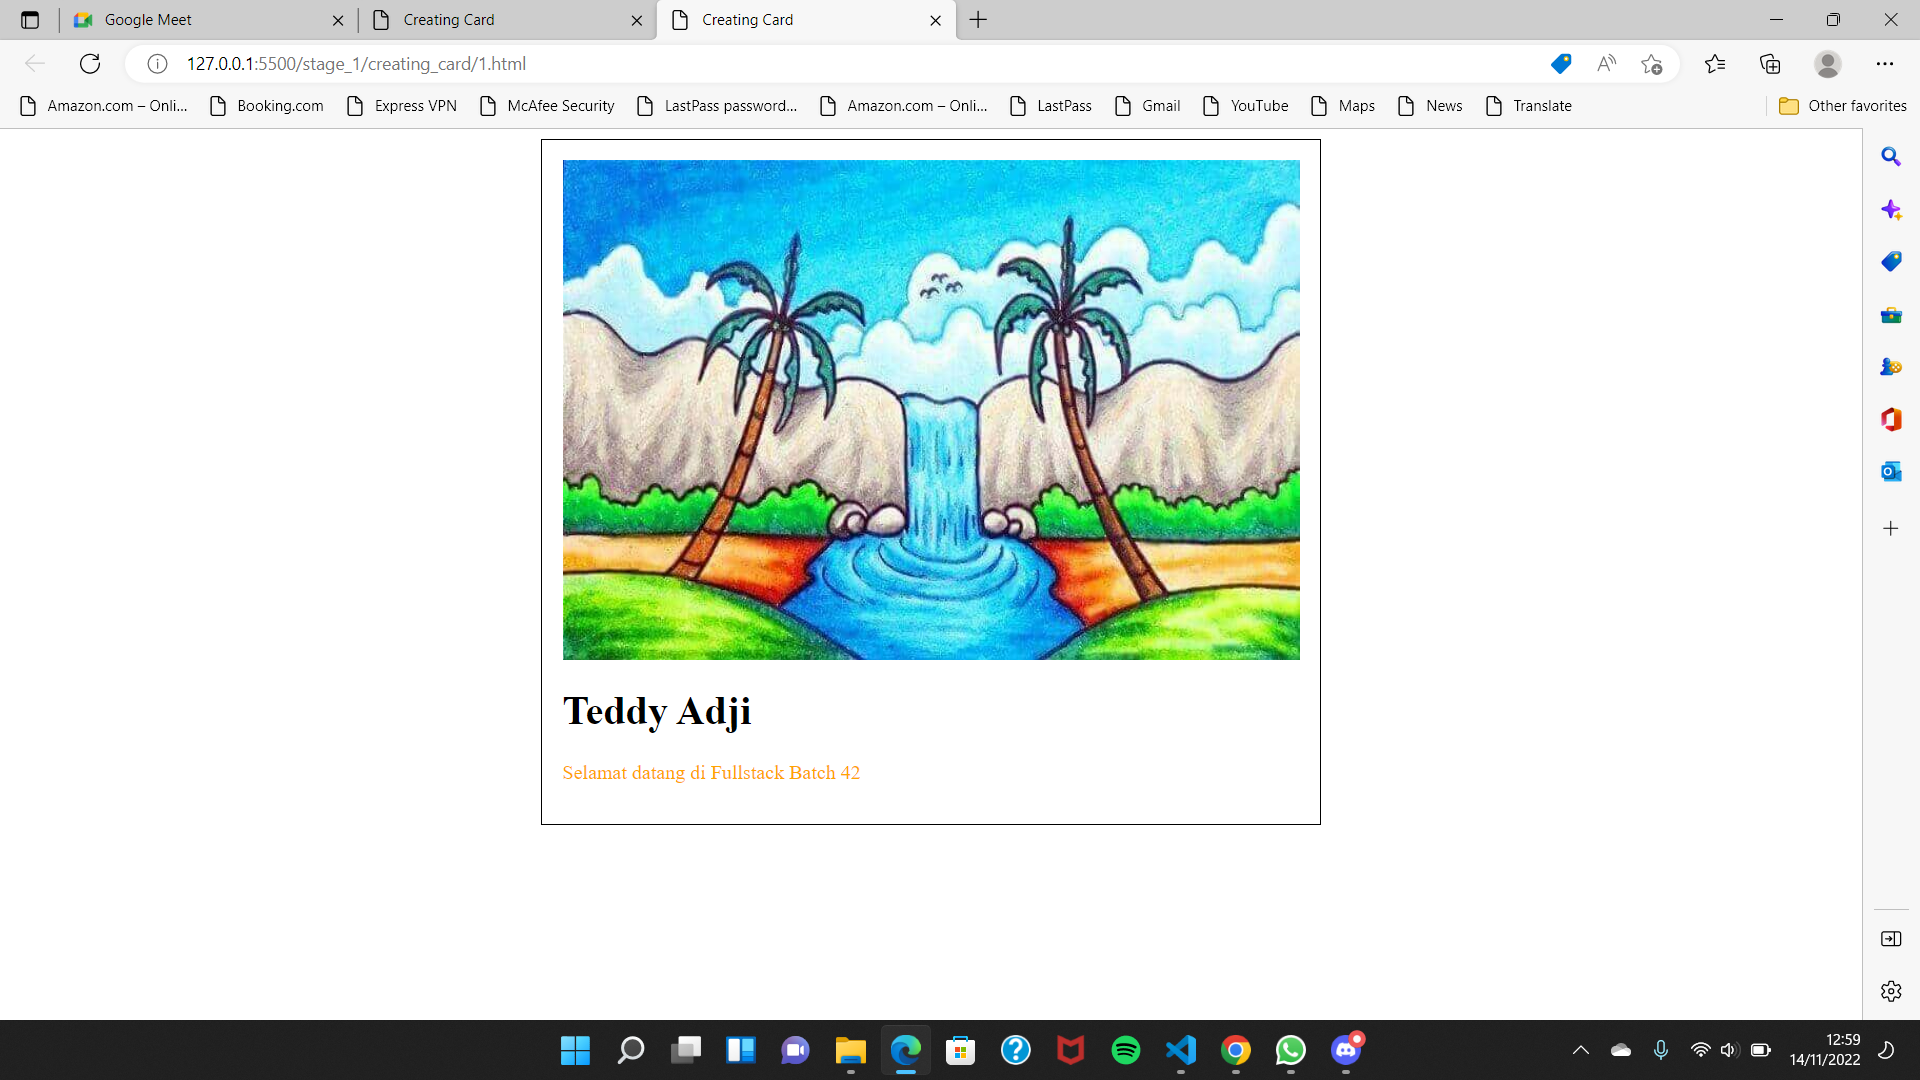 Google Meet
Creating Card
Creating Card
127.0.0.1:5500/stage_1/creating_card/1.html
Amazon.com – Onli...
Booking.com
Express VPN
McAfee Security
LastPass password...
Amazon.com – Onli...
LastPass
Gmail
YouTube
Maps
News
Translate
Other favorites
Teddy Adji
Selamat datang di Fullstack Batch 42
12:59
14/11/2022